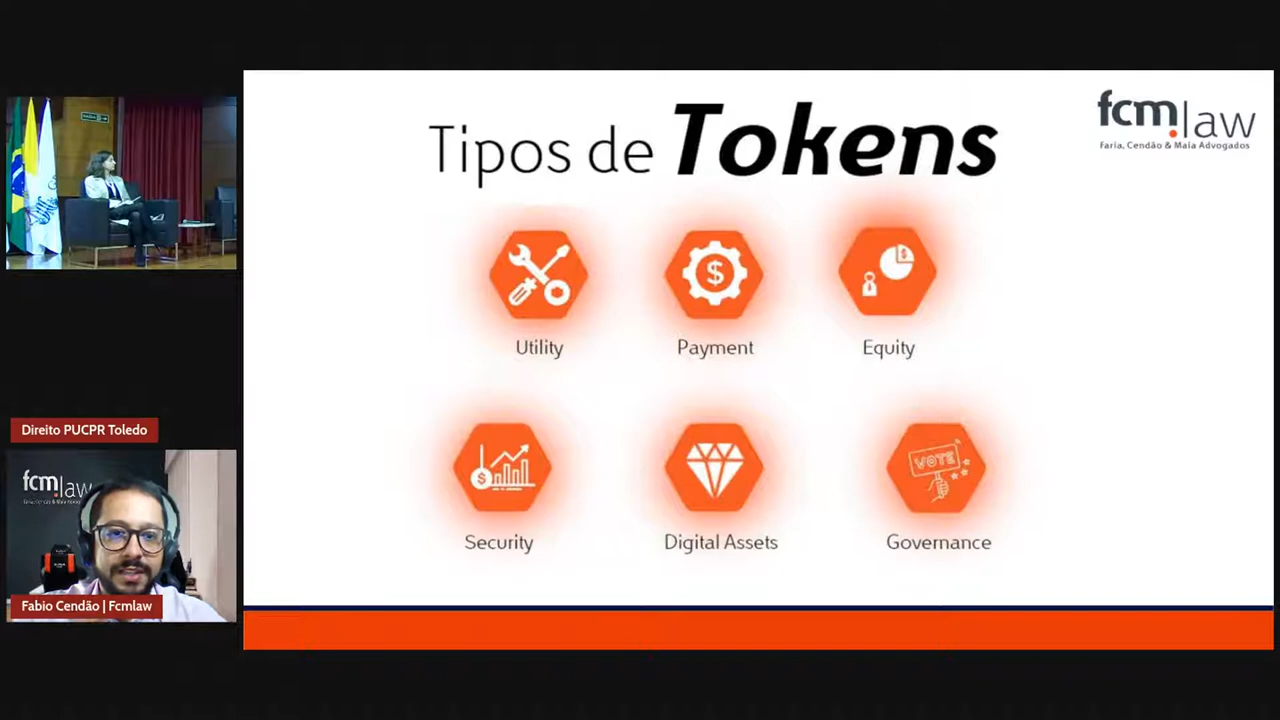 Tipos de Tokens
fcm.law
Faria, Cendão & Maia Advogados
Utility
Payment
Equity
VOTE
Security
Digital Assets
Governance
Direito PUCPR Toledo
fcm.law
Fabio Cendão | Fcmlaw